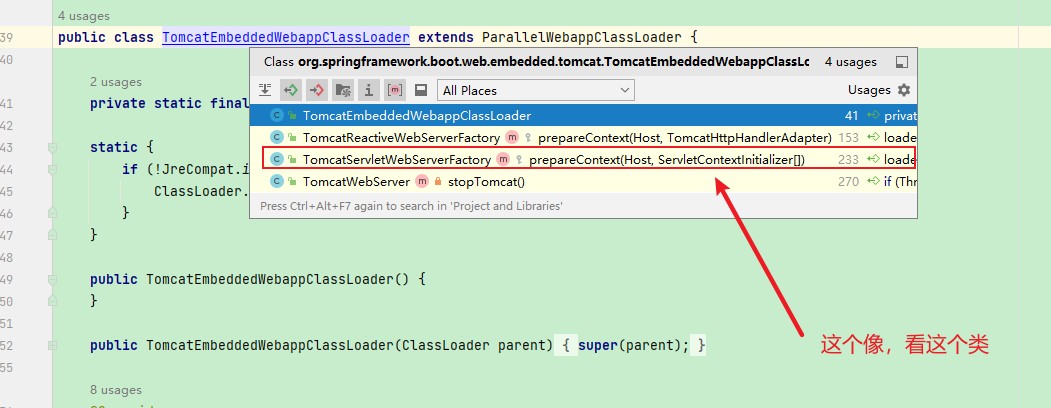 4 usages
39 public class TomcatEmbeddedWebappClassLoader extends ParallelWebappClassLoader {
40 Class org.springframework.boot.web.embedded.tomcat.TomcatEmbeddedWebappClassLo 4 usages
2 usages
All Places Usages
41 private static final
TomcatEmbeddedWebappClassLoader 41 privat
42
TomcatReactiveWebServerFactory m prepareContext(Host, TomcatHttpHandlerAdapter) 153 loade
43 static {
TomcatServletWebServerFactory m prepareContext(Host, ServletContextInitializer[]) 233 loade
44 if (!JreCompat.i
TomcatWebServer m stopTomcat() 270 if (Thr
45 ClassLoader.
Press Ctrl+Alt+F7 again to search in 'Project and Libraries'
46 }
47 }
48
49 public TomcatEmbeddedWebappClassLoader() {
50 }
51
52 public TomcatEmbeddedWebappClassLoader(ClassLoader parent) { super(parent); }
这个像，看这个类
55
8 usages